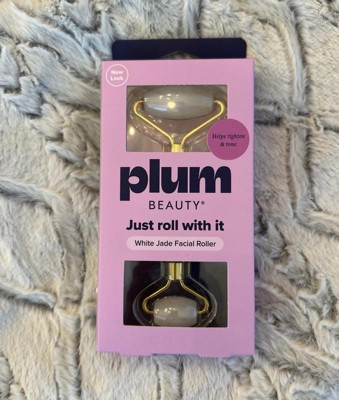 New
Look
Helps tighten
& tone
plum
BEAUTY®
Just roll with it
White Jade Facial Roller